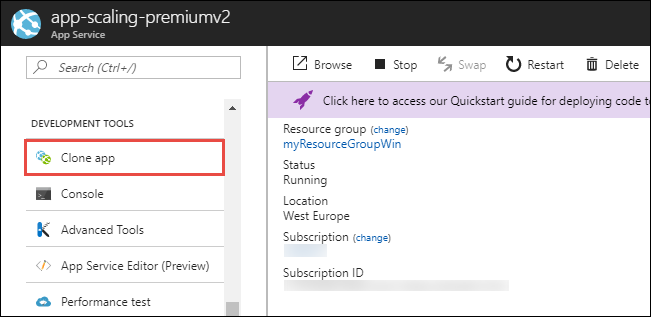 app-scaling-premiumv2
App Service
Search (Ctrl+/)
DEVELOPMENT TOOLS
Clone app
Console
Advanced Tools
App Service Editor (Preview)
Performance test
Browse Stop Swap Restart Delete
Click here to access our Quickstart guide for deploying code to
Resource group (change)
myResourceGroupWin
Status
Running
Location
West Europe
Subscription (change)
Subscription ID